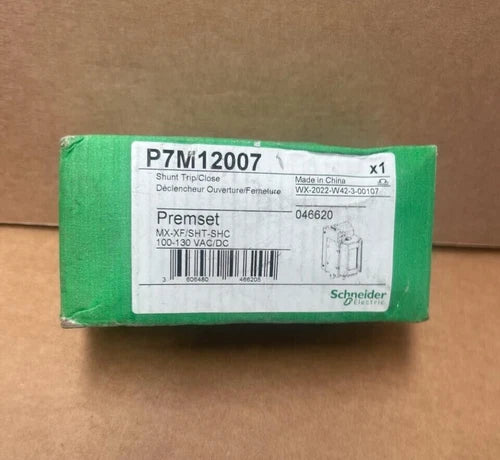 P7M12007
x1
Shunt Trip/Close
Déclencheur Ouverture/Fermeture
Made in China
WX-2022-W42-3-00107
Premset
046620
MX-XF/SHT-SHC
100-130 VAC/DC
3 606480 466205
Schneider
Electric